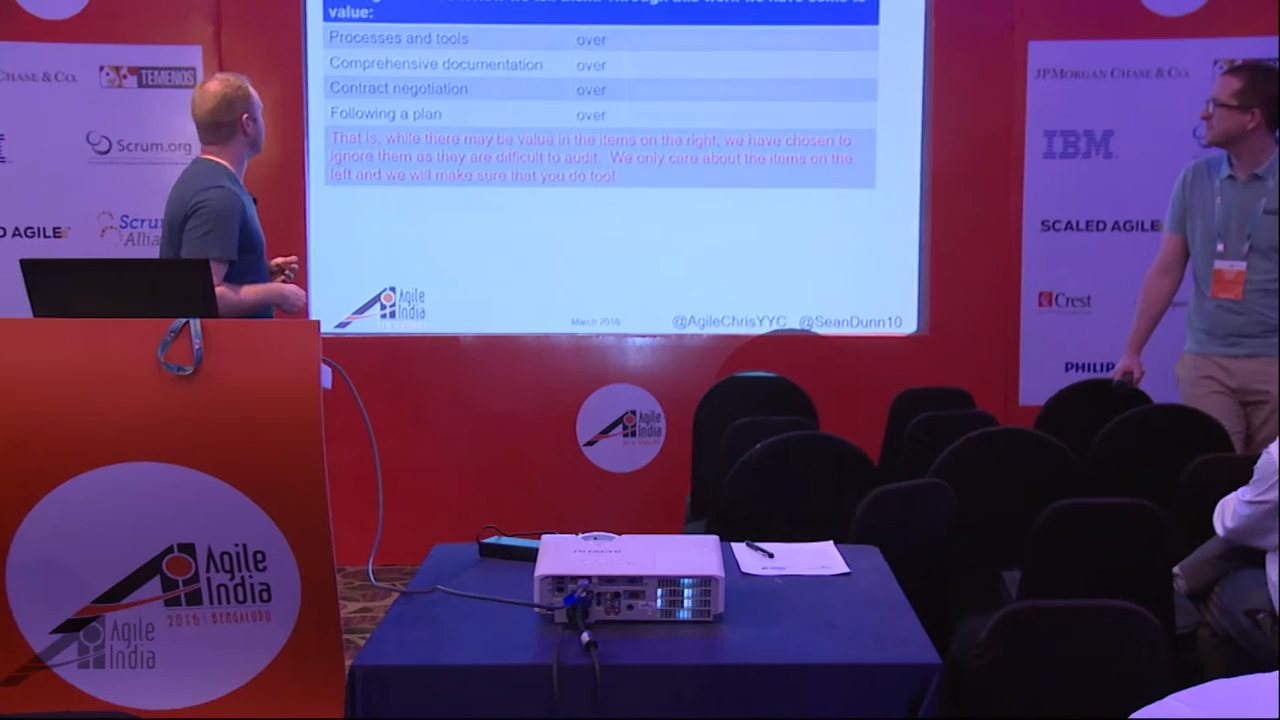 value:
Processes and tools over
Comprehensive documentation over
Contract negotiation over
Following a plan over
That is, while there may be value in the items on the right, we have chosen to
ignore them as they are difficult to audit. We only care about the items on the
left and we will make sure that you do too!
Agile
India
March 2016
@AgileChrisYYC @SeanDunn10
CHASE & CO.
TEMENOS
Scrum.org
D AGILE
Scru
Allia
JPMORGAN CHASE & CO.
IBM
SCALED AGILE
Crest
PHILIP
Agile
India
HITACHI
Agile
India
2016 | BENGALURU
Agile
India